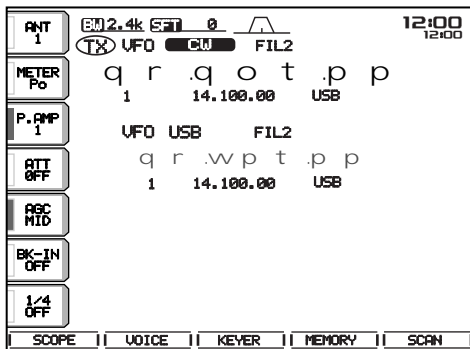 ANT
1
BW 2.4k SFT 0
12:00
12:00
TX VFO CW FIL2
METER
Po
q r .q o t .p p
1 14.100.00 USB
P.AMP
1
VFO USB FIL2
ATT
OFF
q r .w p t .p p
1 14.100.00 USB
AGC
MID
BK-IN
OFF
1/4
OFF
SCOPE VOICE KEYER MEMORY SCAN